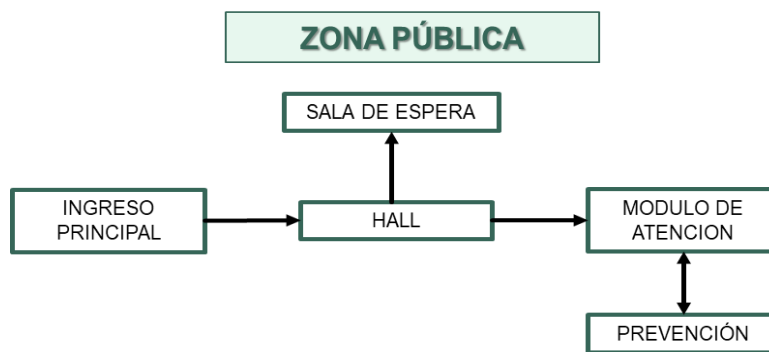 ZONA PÚBLICA
SALA DE ESPERA
INGRESO
PRINCIPAL
HALL
MODULO DE
ATENCION
PREVENCIÓN